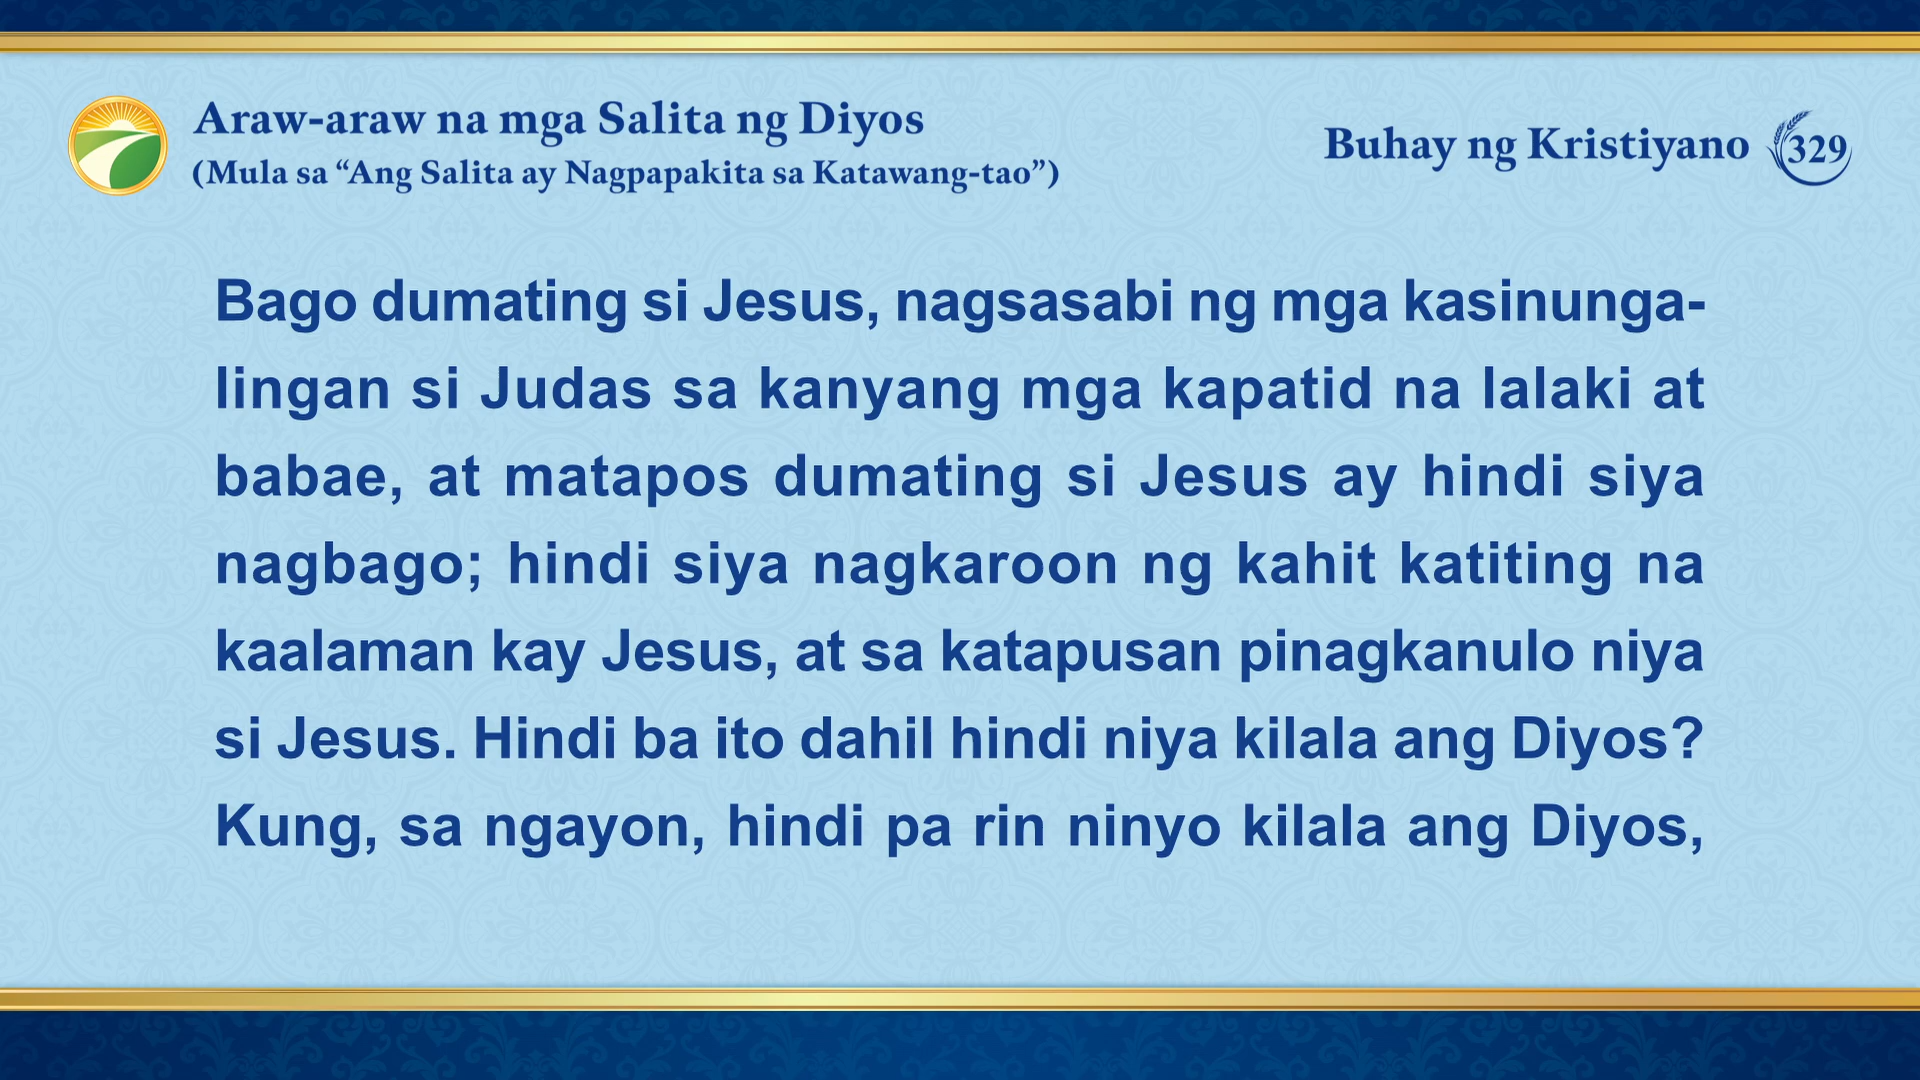 Araw-araw na mga Salita ng Diyos
(Mula sa “Ang Salita ay Nagpapakita sa Katawang-tao”)
Buhay ng Kristiyano 329
Bago dumating si Jesus, nagsasabi ng mga kasinunga-
lingan si Judas sa kanyang mga kapatid na lalaki at
babae, at matapos dumating si Jesus ay hindi siya
nagbago; hindi siya nagkaroon ng kahit katiting na
kaalaman kay Jesus, at sa katapusan pinagkanulo niya
si Jesus. Hindi ba ito dahil hindi niya kilala ang Diyos?
Kung, sa ngayon, hindi pa rin ninyo kilala ang Diyos,